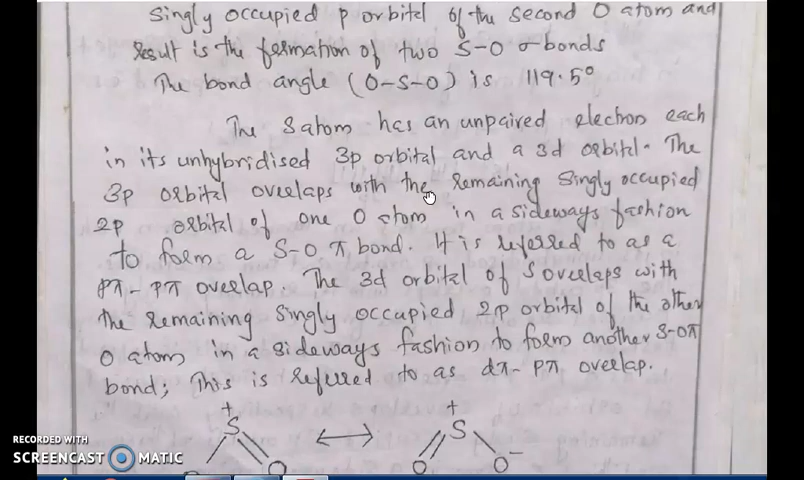 Singly occupied p orbital of the second O atom and
result is the formation of two S-O σ bonds
The bond angle (O-S-O) is 119.5°
The S atom has an unpaired electron each
in its unhybridised 3p orbital and a 3d orbital. The
3p orbital overlaps with the remaining Singly occupied
2p orbital of one O atom in a sideways fashion
to form a S-O π bond. It is referred to as a
pπ-pπ overlap. The 3d orbital of S overlaps with
the remaining Singly occupied 2p orbital of the other
O atom in a sideways fashion to form another S-O π
bond; This is referred to as dπ-pπ overlap.
+ +
S ↔ S
O O⁻
RECORDED WITH
SCREENCAST MATIC